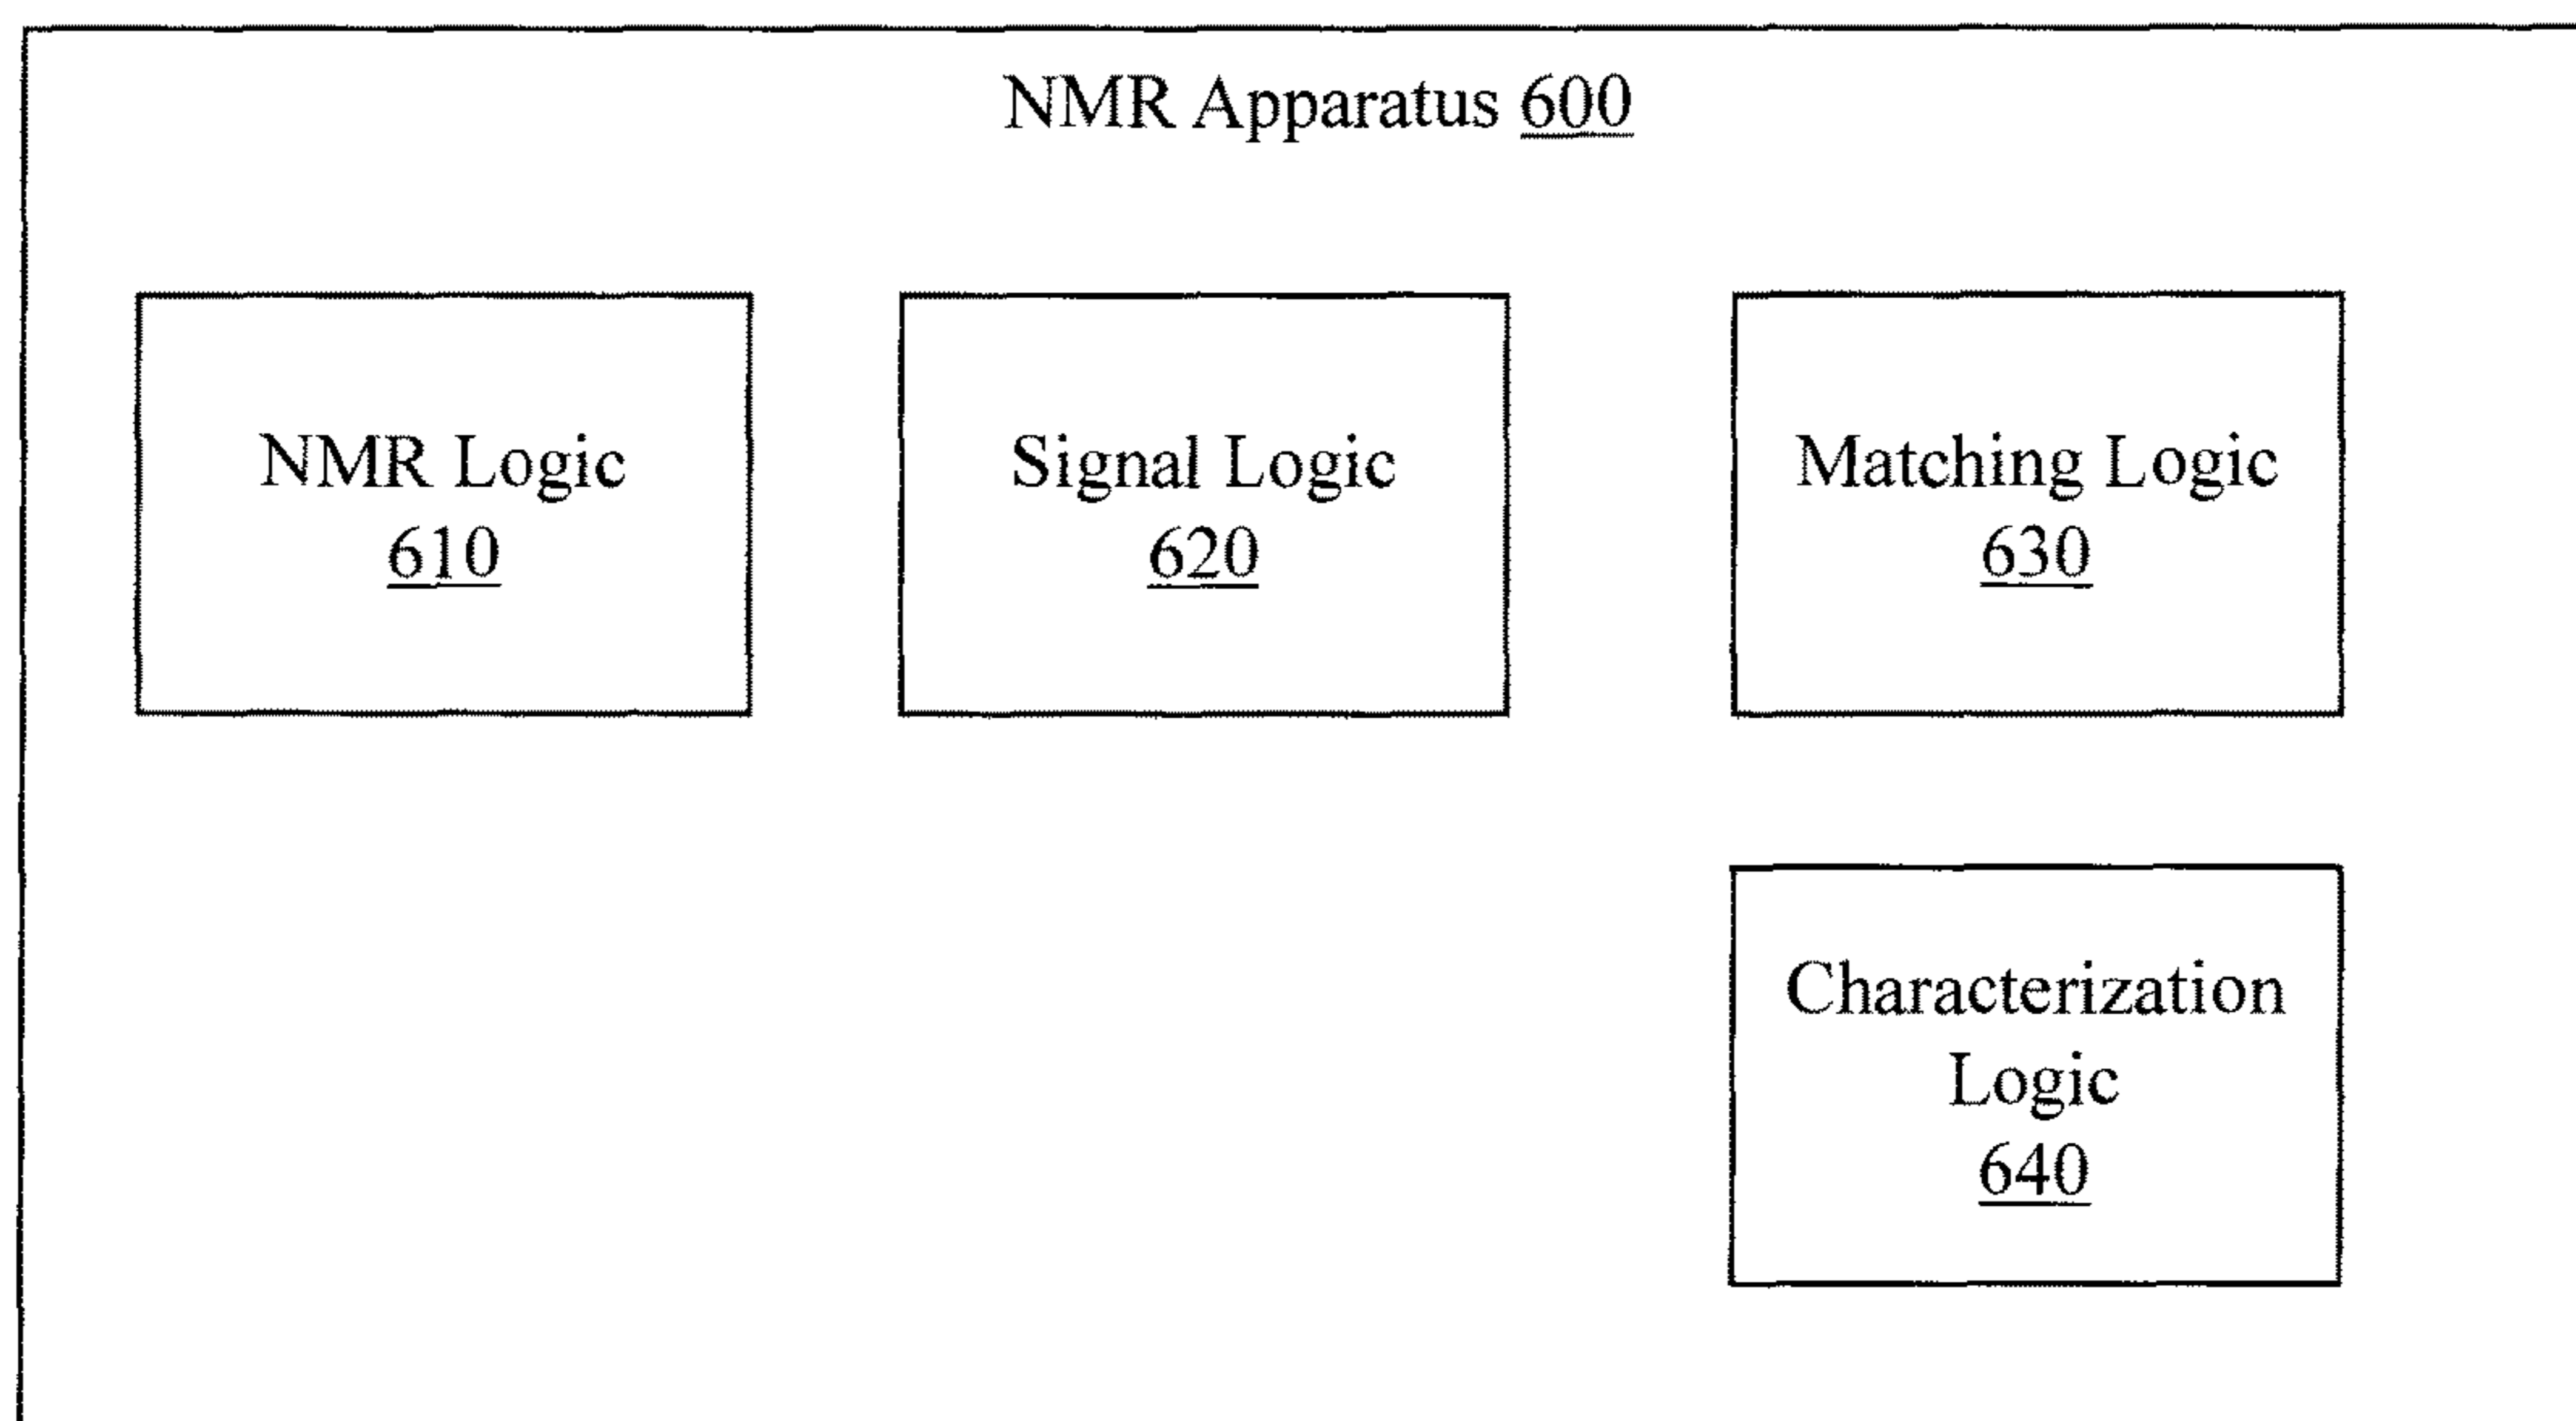 NMR Apparatus 600
NMR Logic
610
Signal Logic
620
Matching Logic
630
Characterization
Logic
640